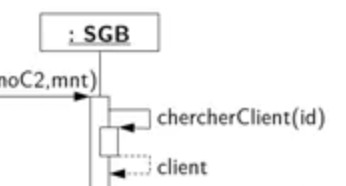 : SGB
noC2,mnt)
chercherClient(id)
client